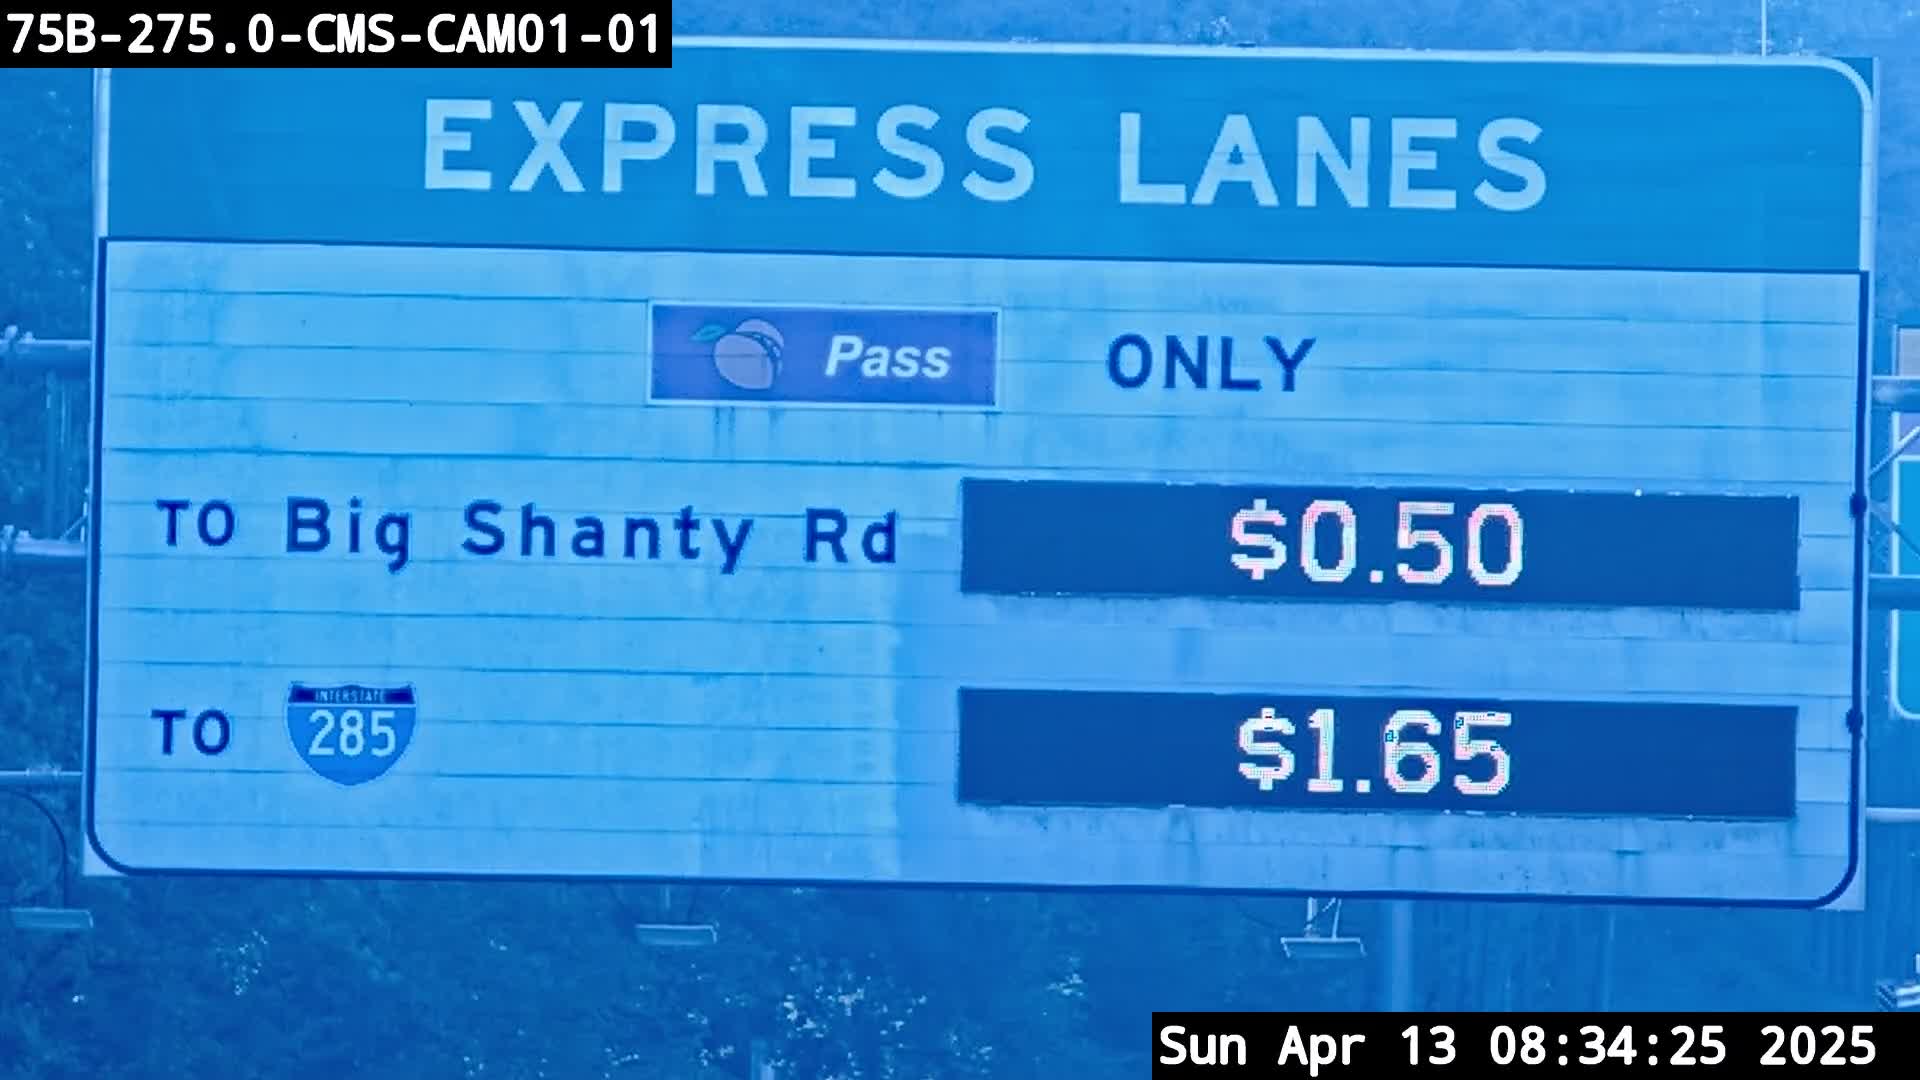 75B-275.0-CMS-CAM01-01
EXPRESS LANES
Pass ONLY
TO Big Shanty Rd $0.50
INTERSTATE
TO 285 $1.65
Sun Apr 13 08:34:25 2025